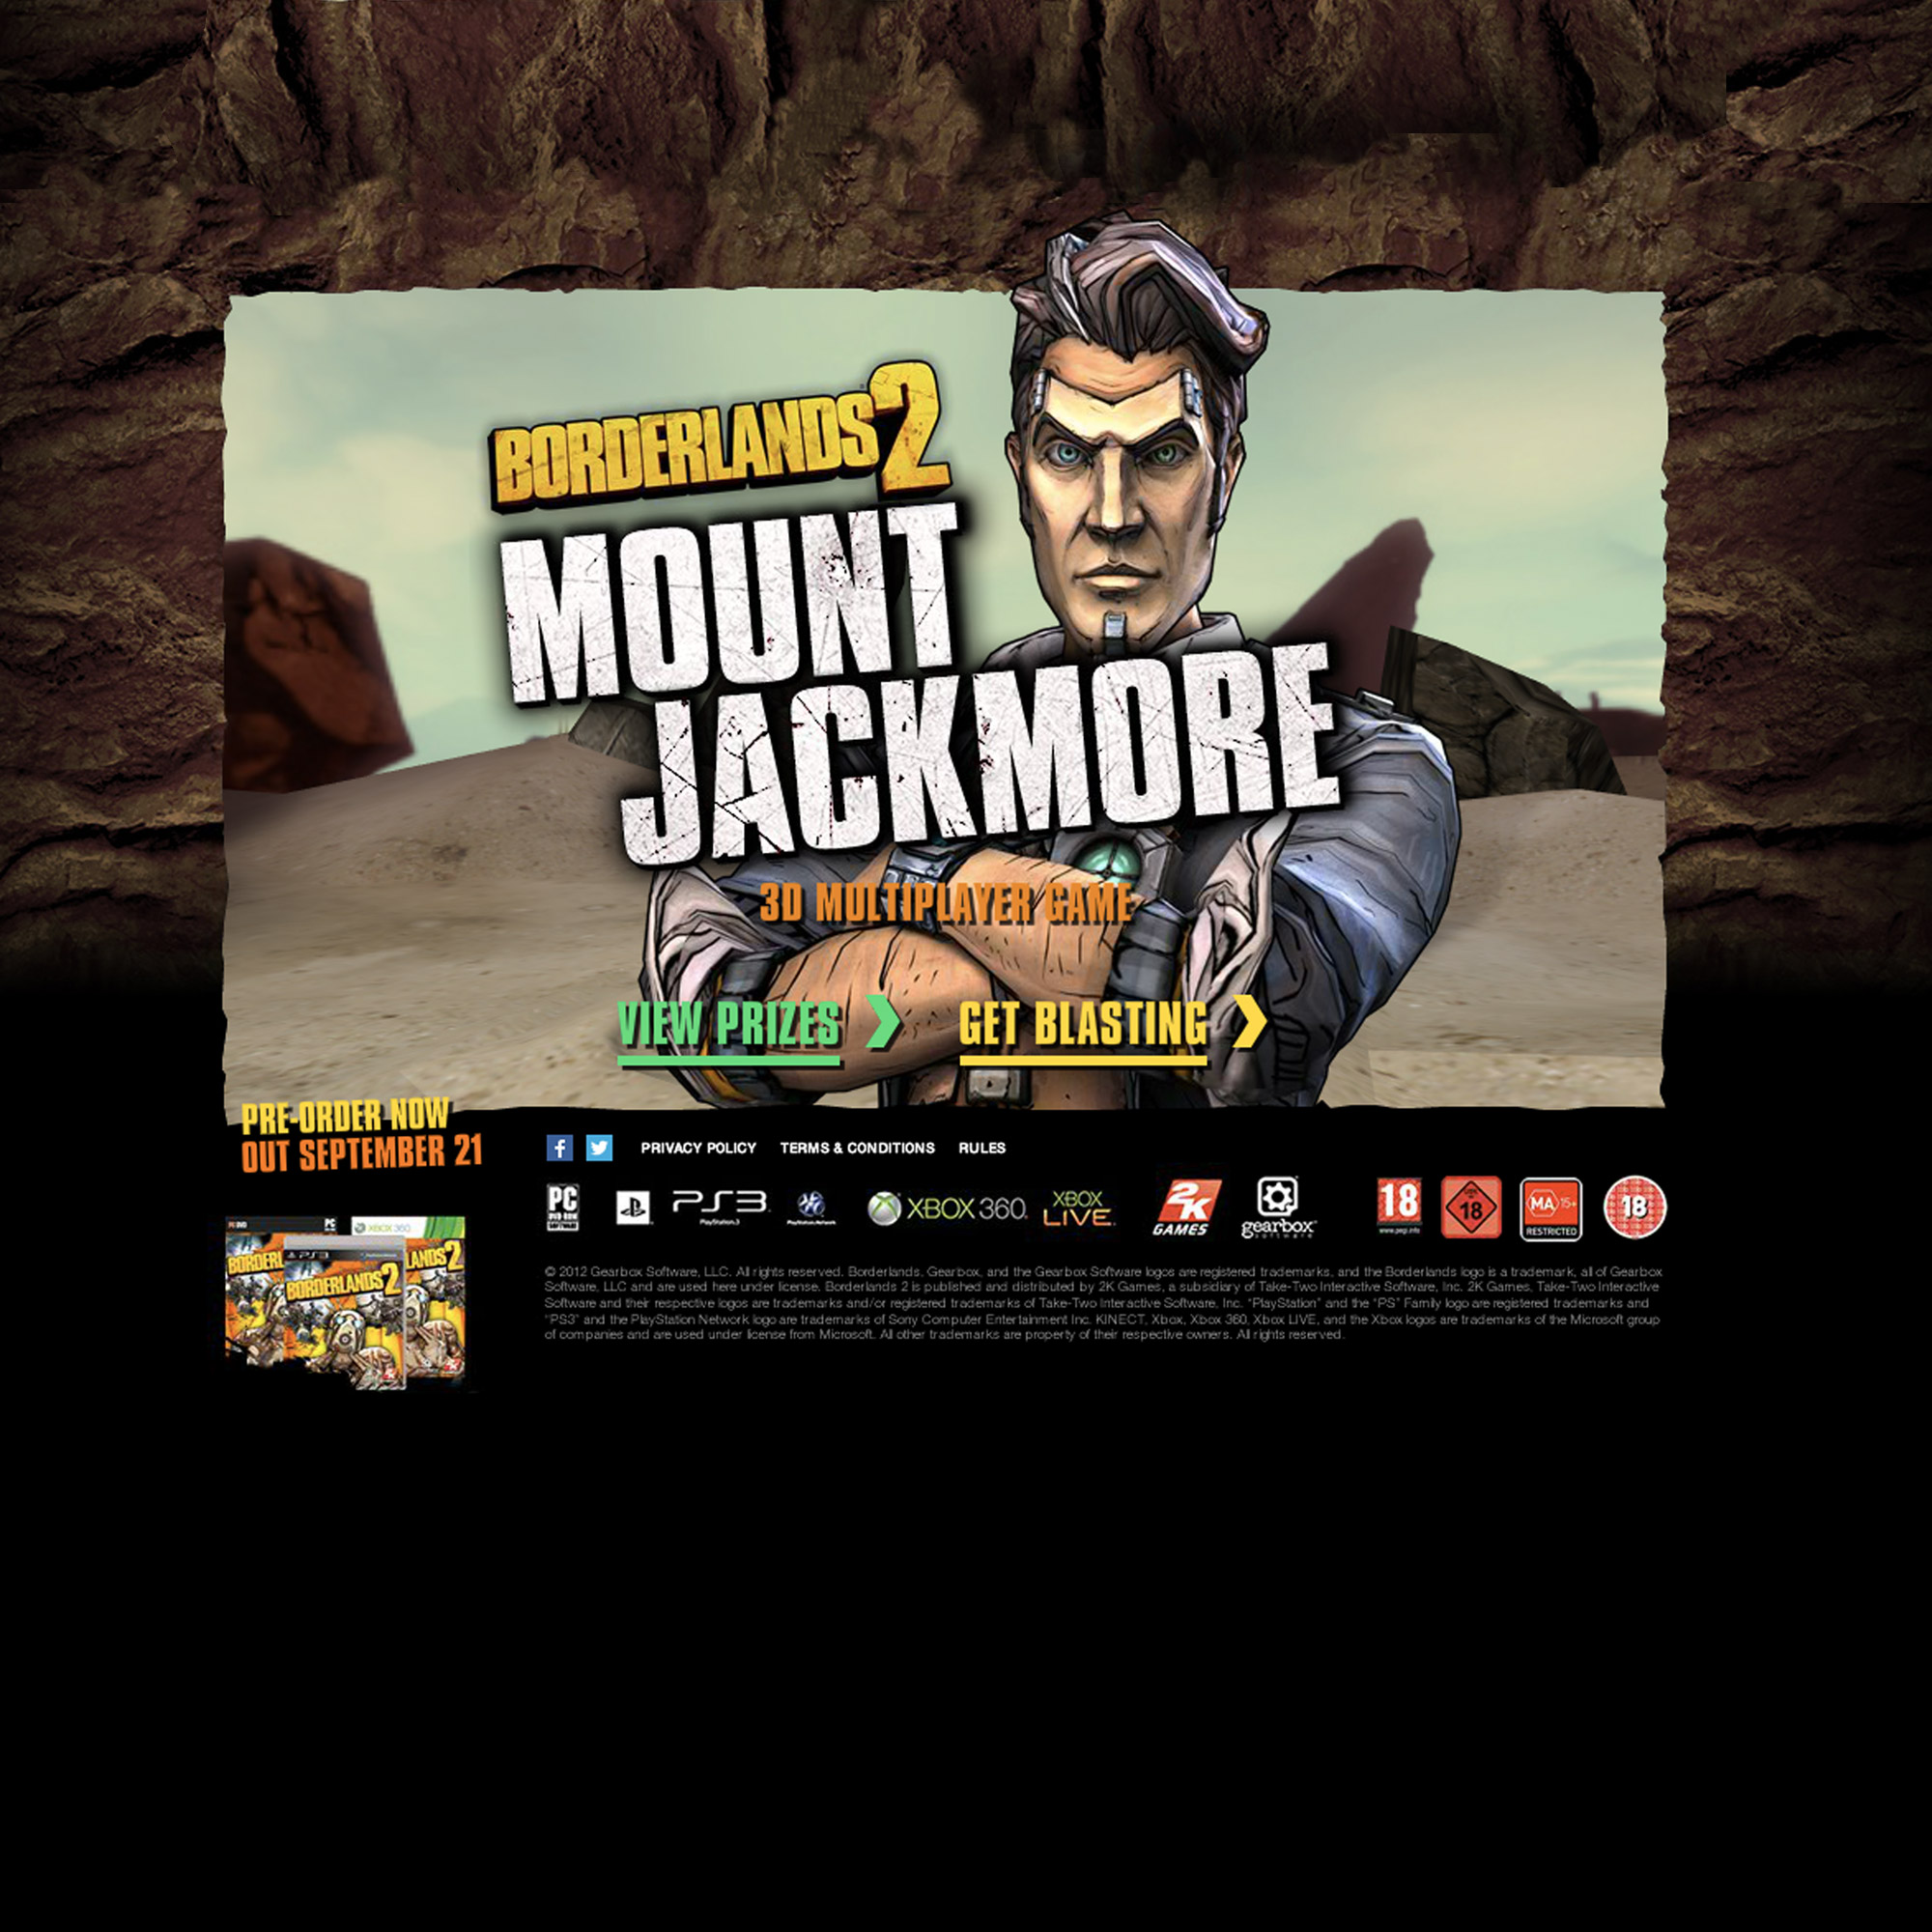 BORDERLANDS 2
MOUNT
JACKMORE
3D MULTIPLAYER GAME
VIEW PRIZES
GET BLASTING
PRE-ORDER NOW
OUT SEPTEMBER 21
PRIVACY POLICY
TERMS & CONDITIONS
RULES
PC
DVD-ROM
SOFTWARE
PS3
PlayStation.3
PlayStation.Network
XBOX 360.
XBOX
LIVE.
2K
GAMES
gearbox
software
18
www.pegi.info
18
MA 15+
RESTRICTED
18
PC
XBOX 360
PS3
BORDERL
BORDERLANDS 2
LANDS 2
© 2012 Gearbox Software, LLC. All rights reserved. Borderlands, Gearbox, and the Gearbox Software logos are registered trademarks, and the Borderlands logo is a trademark, all of Gearbox
Software, LLC and are used here under license. Borderlands 2 is published and distributed by 2K Games, a subsidiary of Take-Two Interactive Software, Inc. 2K Games, Take-Two Interactive
Software and their respective logos are trademarks and/or registered trademarks of Take-Two Interactive Software, Inc. "PlayStation" and the "PS" Family logo are registered trademarks and
"PS3" and the PlayStation Network logo are trademarks of Sony Computer Entertainment Inc. KINECT, Xbox, Xbox 360, Xbox LIVE, and the Xbox logos are trademarks of the Microsoft group
of companies and are used under license from Microsoft. All other trademarks are property of their respective owners. All rights reserved.